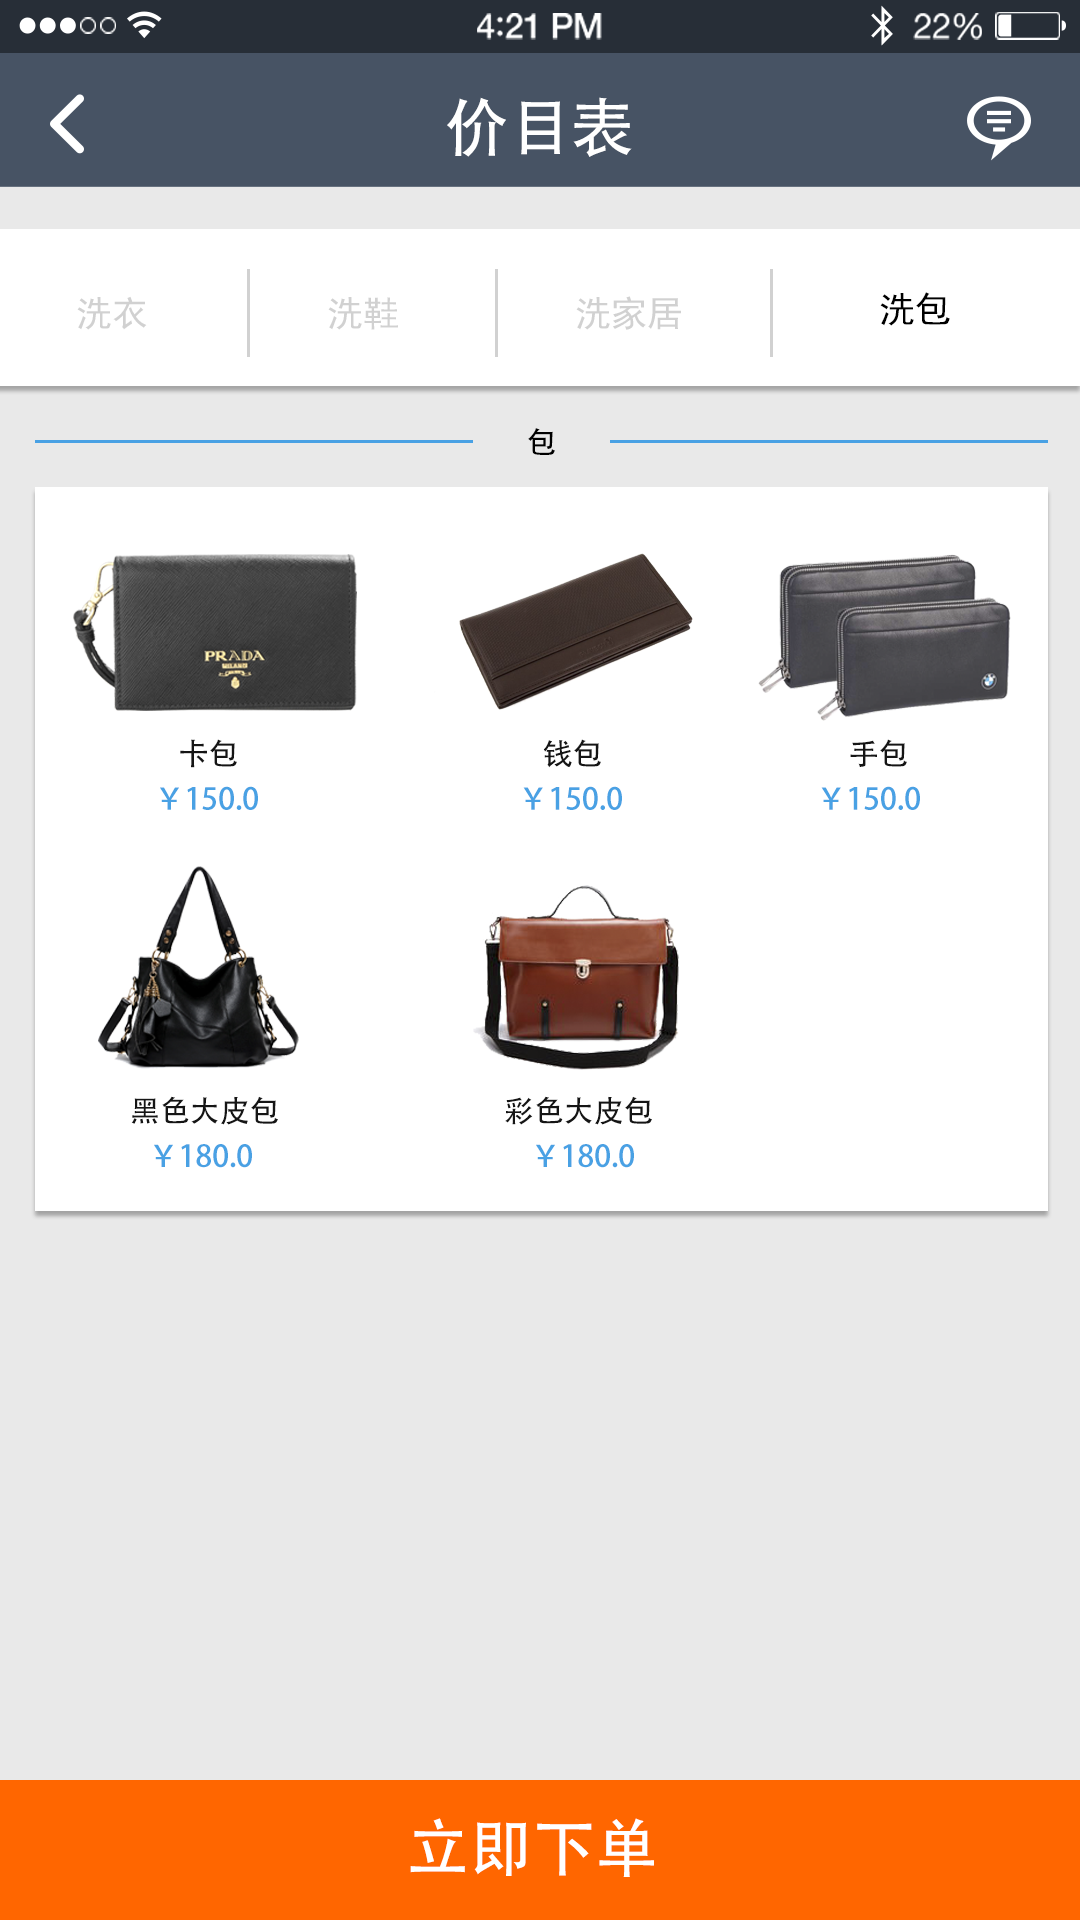 4:21 PM 22%
价目表
洗衣 洗鞋 洗家居 洗包
包
PRADA
MILANO
卡包 钱包 手包
¥150.0 ¥150.0 ¥150.0
黑色大皮包 彩色大皮包
¥180.0 ¥180.0
立即下单